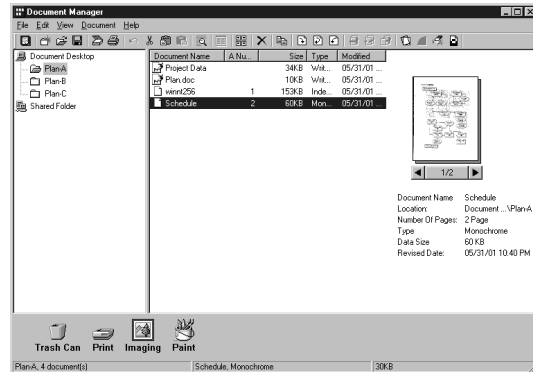 Document Manager
File Edit View Document Help
Document Desktop
Plan-A
Plan-B
Plan-C
Shared Folder
Document Name A Nu... Size Type Modified
Project Data 34KB Writ... 05/31/01 ...
Plan.doc 10KB Writ... 05/31/01 ...
winnt256 1 153KB Inde... 05/31/01 ...
Schedule 2 60KB Mon... 05/31/01 ...
1/2
Document Name Schedule
Location: Document ...\Plan-A
Number Of Pages: 2 Page
Type Monochrome
Data Size 60 KB
Revised Date: 05/31/01 10:40 PM
Trash Can Print Imaging Paint
Plan-A, 4 document(s) Schedule, Monochrome 30KB